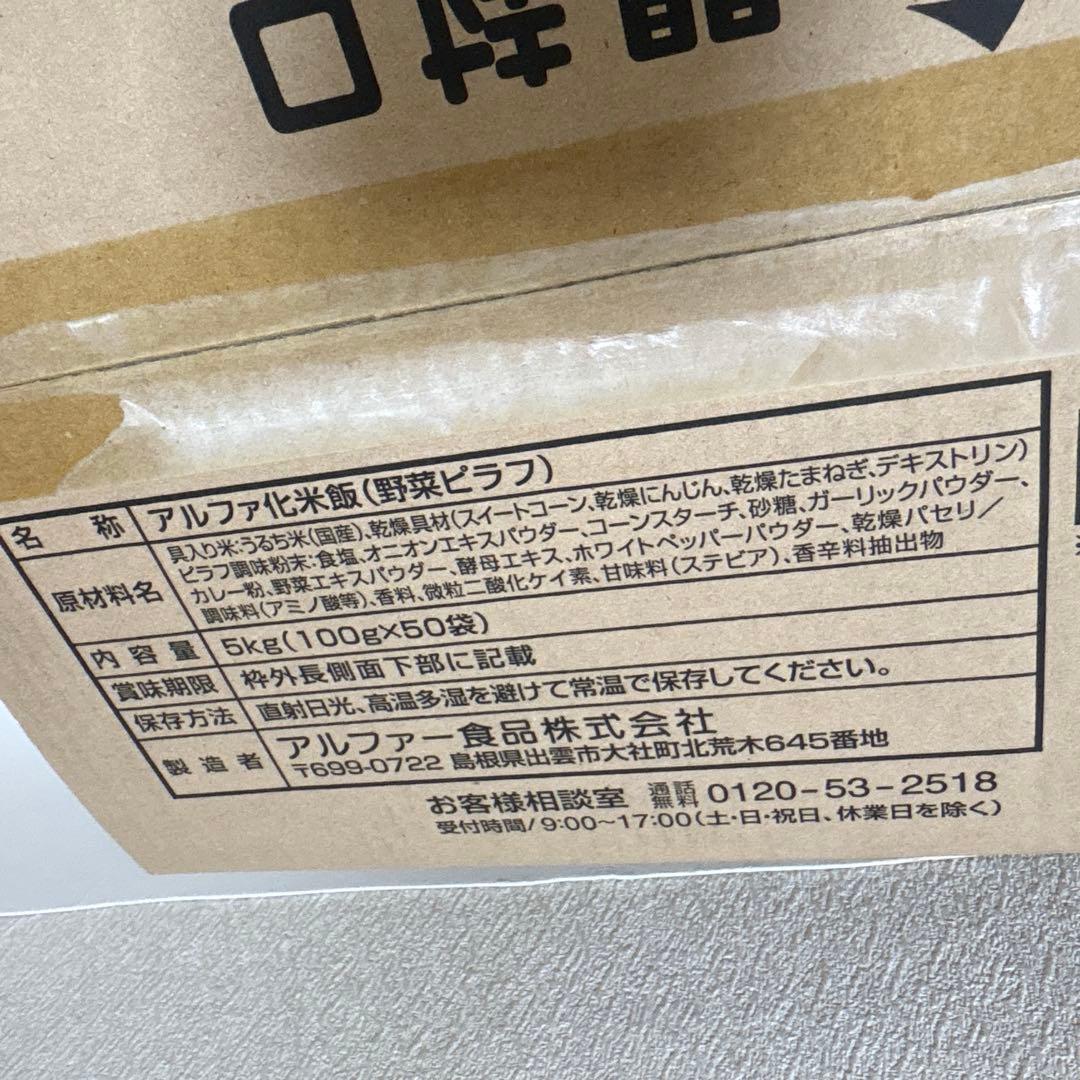 開封口
名称 アルファ化米飯(野菜ピラフ)
原材料名 具入り米:うるち米(国産)、乾燥具材(スイートコーン、乾燥にんじん、乾燥たまねぎ、デキストリン)
ピラフ調味粉末:食塩、オニオンエキスパウダー、コーンスターチ、砂糖、ガーリックパウダー、
カレー粉、野菜エキスパウダー、酵母エキス、ホワイトペッパーパウダー、乾燥パセリ/
調味料(アミノ酸等)、香料、微粒二酸化ケイ素、甘味料(ステビア)、香辛料抽出物
内容量 5kg(100g×50袋)
賞味期限 枠外長側面下部に記載
保存方法 直射日光、高温多湿を避けて常温で保存してください。
製造者 アルファー食品株式会社
〒699-0722 島根県出雲市大社町北荒木645番地
お客様相談室 通話無料 0120-53-2518
受付時間/9:00~17:00(土・日・祝日、休業日を除く)